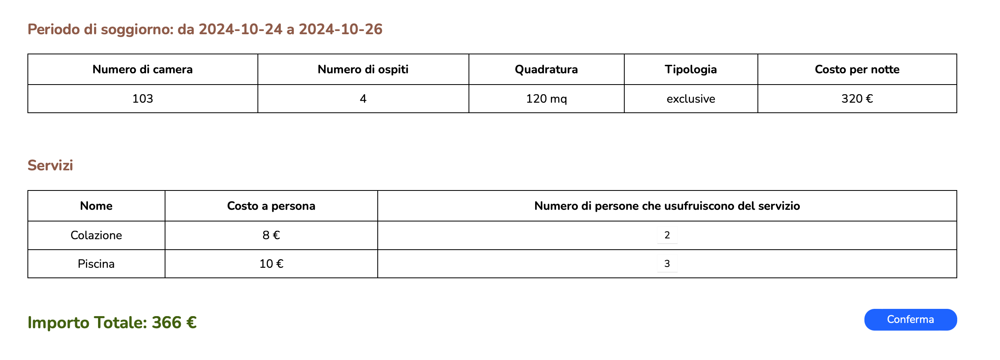 Periodo di soggiorno: da 2024-10-24 a 2024-10-26
Numero di camera Numero di ospiti Quadratura Tipologia Costo per notte
103 4 120 mq exclusive 320 €
Servizi
Nome Costo a persona Numero di persone che usufruiscono del servizio
Colazione 8 € 2
Piscina 10 € 3
Importo Totale: 366 €
Conferma